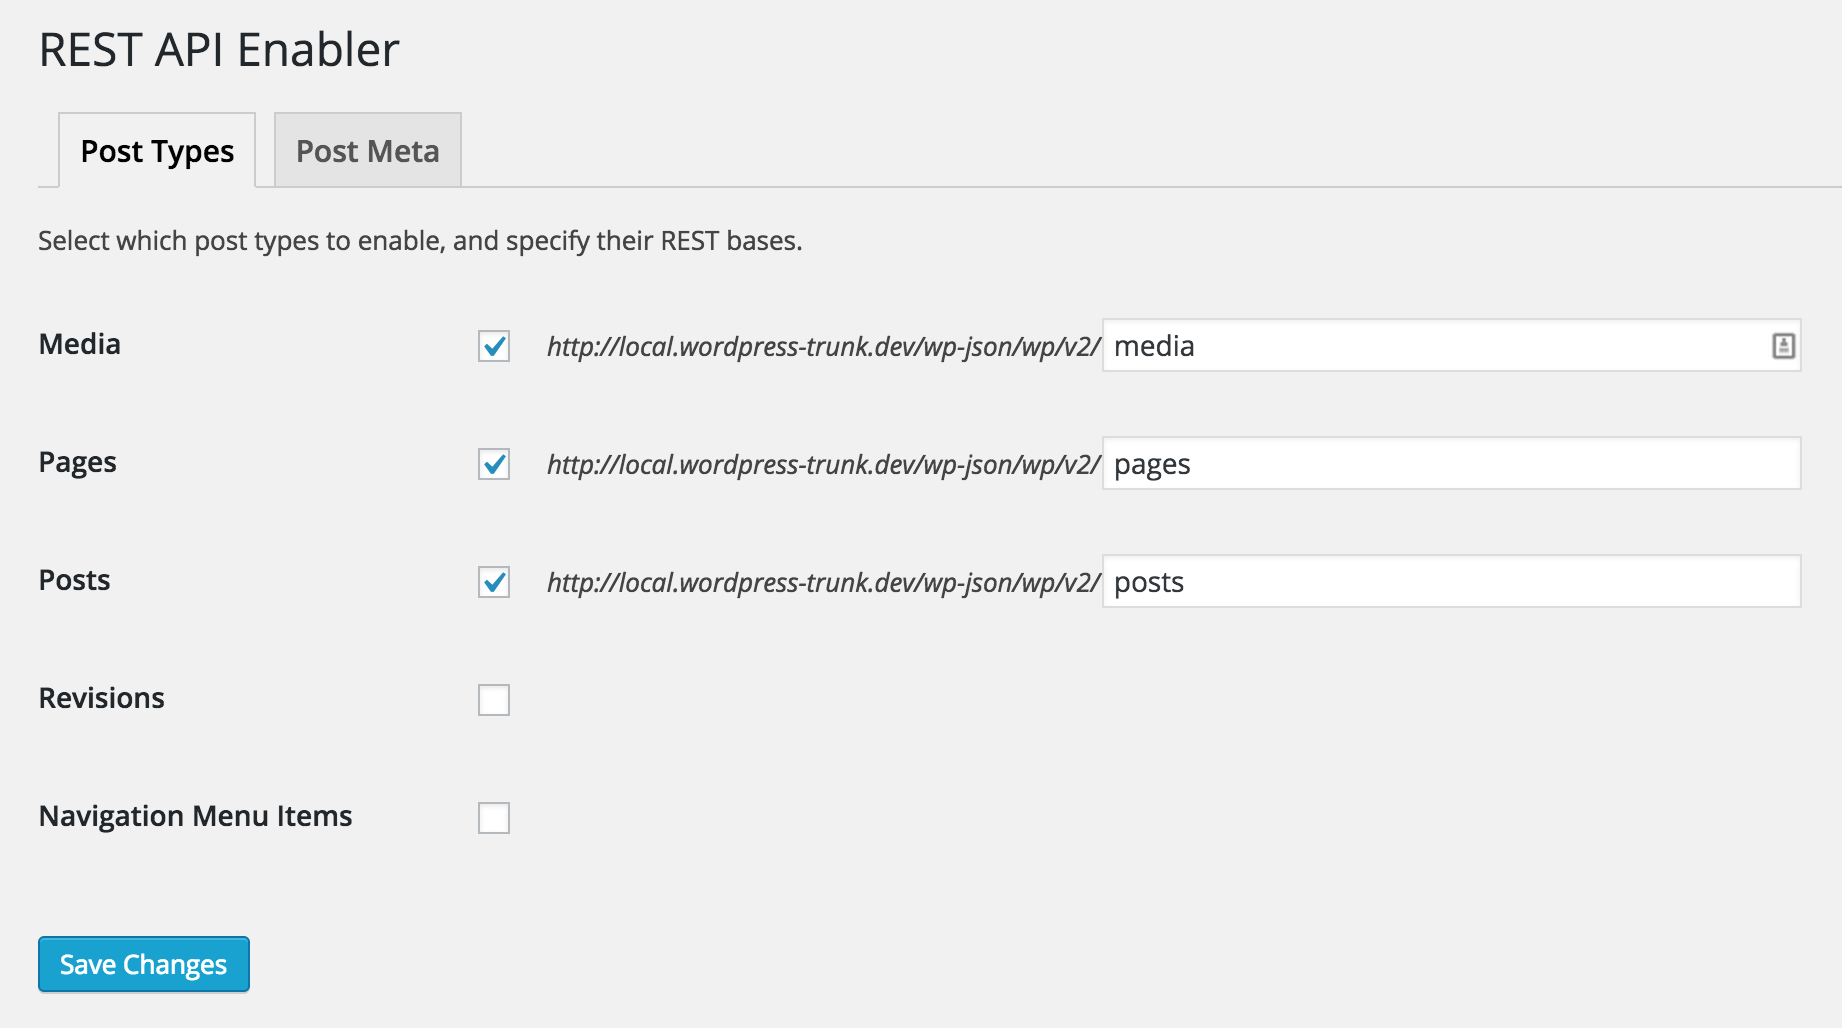 REST API Enabler
Post Types Post Meta
Select which post types to enable, and specify their REST bases.
Media http://local.wordpress-trunk.dev/wp-json/wp/v2/ media
Pages http://local.wordpress-trunk.dev/wp-json/wp/v2/ pages
Posts http://local.wordpress-trunk.dev/wp-json/wp/v2/ posts
Revisions
Navigation Menu Items
Save Changes